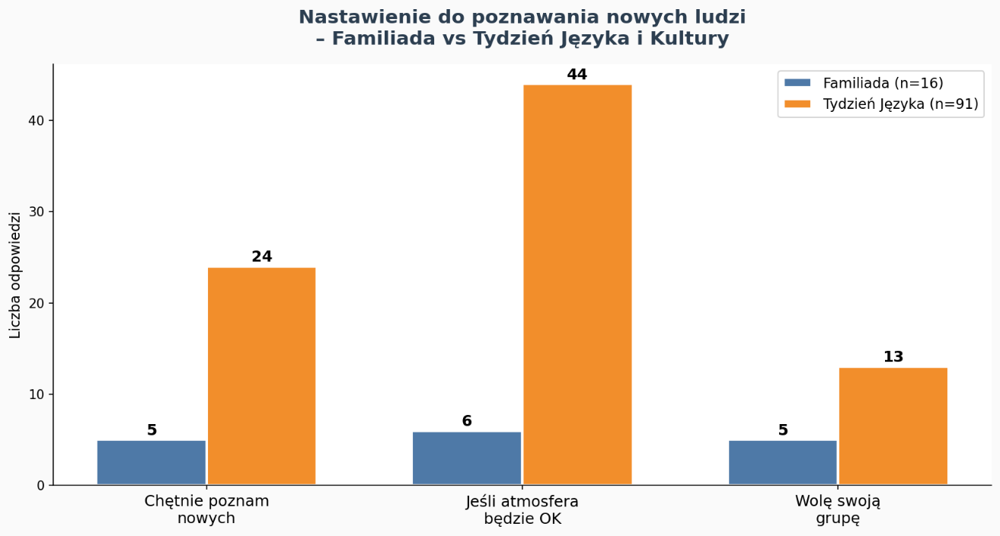 Nastawienie do poznawania nowych ludzi
– Familiada vs Tydzień Języka i Kultury
Familiada (n=16)
Tydzień Języka (n=91)
Liczba odpowiedzi
40
30
20
10
0
5
24
6
44
5
13
Chętnie poznam
nowych
Jeśli atmosfera
będzie OK
Wolę swoją
grupę